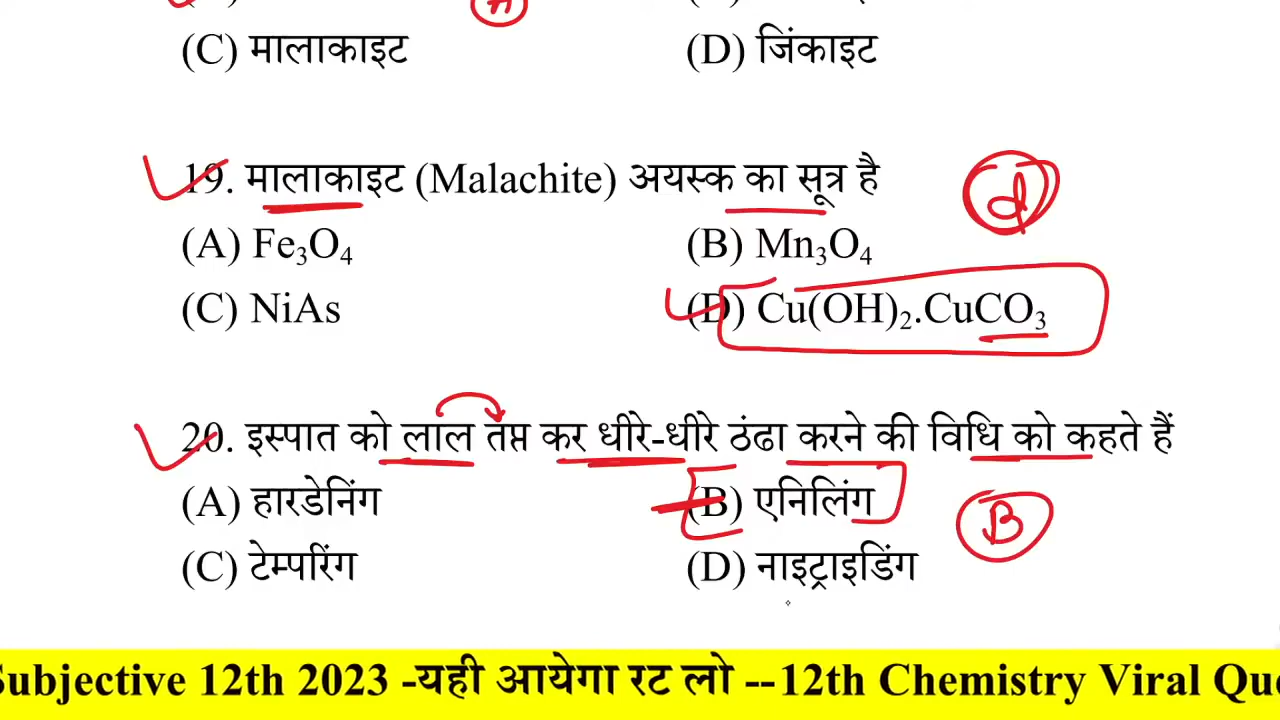 A
(C) मालाकाइट (D) जिंकाइट
19. मालाकाइट (Malachite) अयस्क का सूत्र है d
(A) Fe₃O₄ (B) Mn₃O₄
(C) NiAs (D) Cu(OH)₂.CuCO₃
20. इस्पात को लाल तप्त कर धीरे-धीरे ठंढा करने की विधि को कहते हैं
(A) हारडेनिंग (B) एनिलिंग B
(C) टेम्परिंग (D) नाइट्राइडिंग
Subjective 12th 2023 -यही आयेगा रट लो --12th Chemistry Viral Que